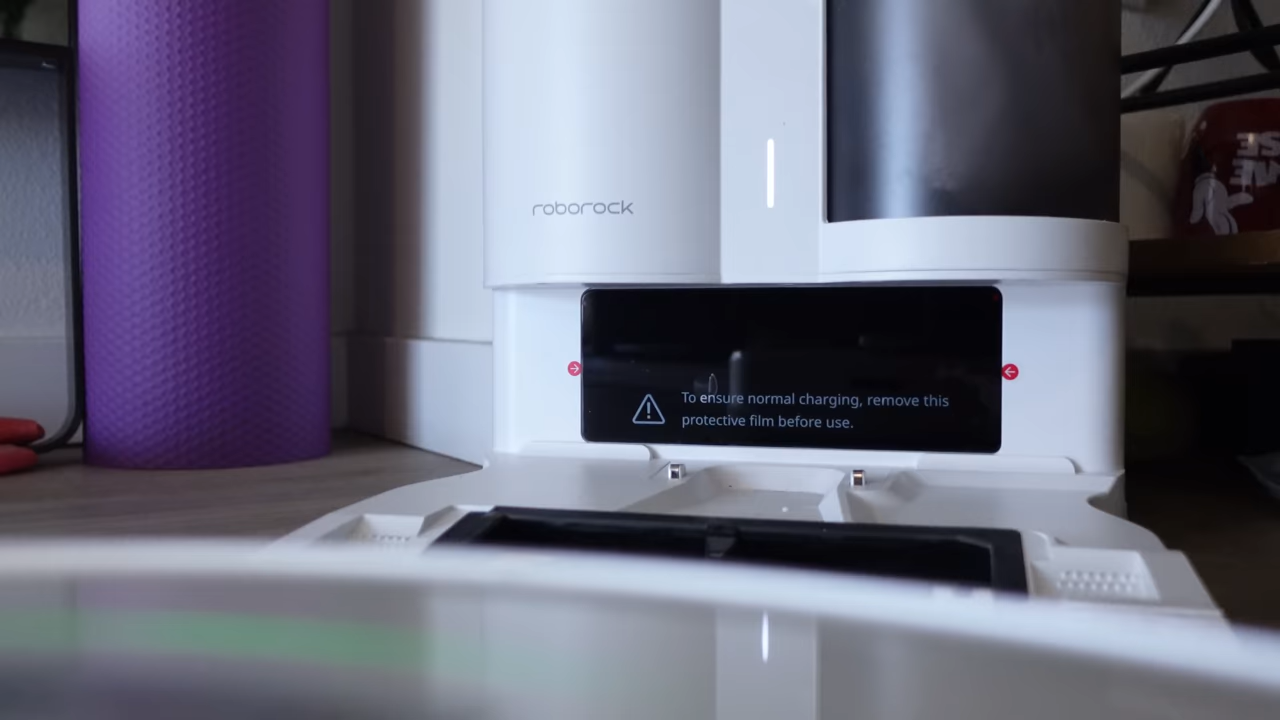 roborock
To ensure normal charging, remove this
protective film before use.